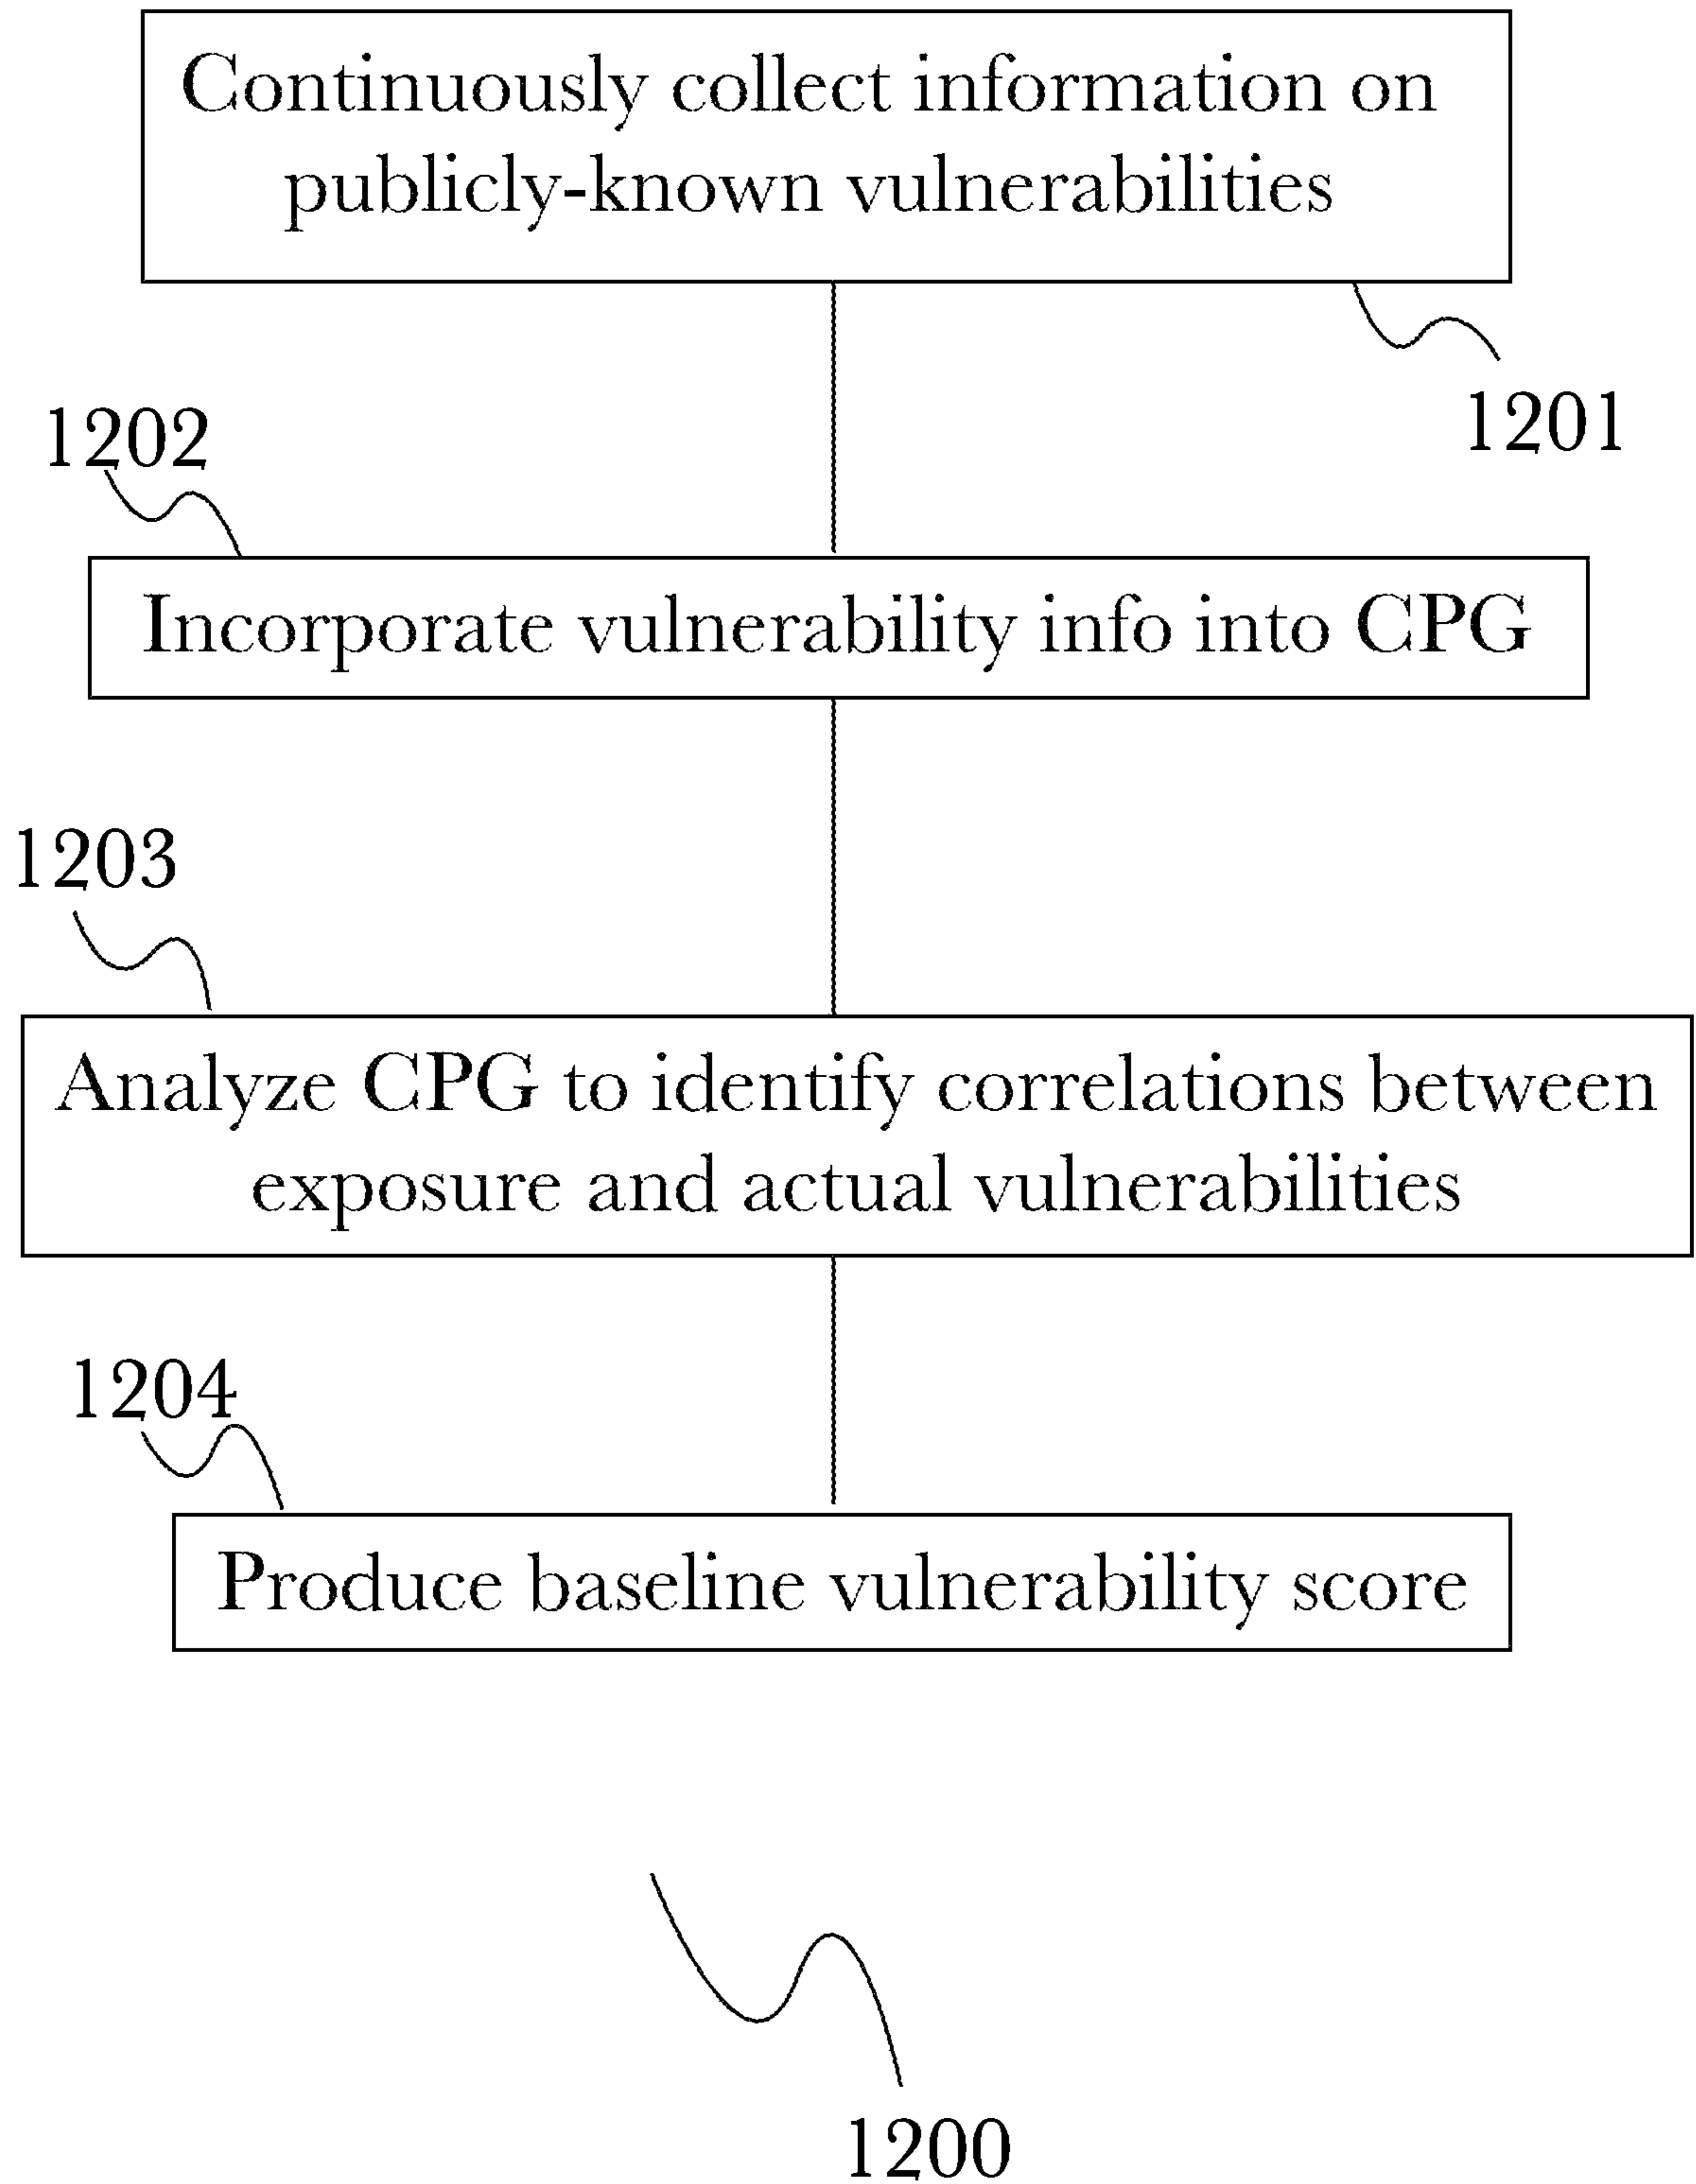 Continuously collect information on
publicly-known vulnerabilities
1201
1202
Incorporate vulnerability info into CPG
1203
Analyze CPG to identify correlations between
exposure and actual vulnerabilities
1204
Produce baseline vulnerability score
1200